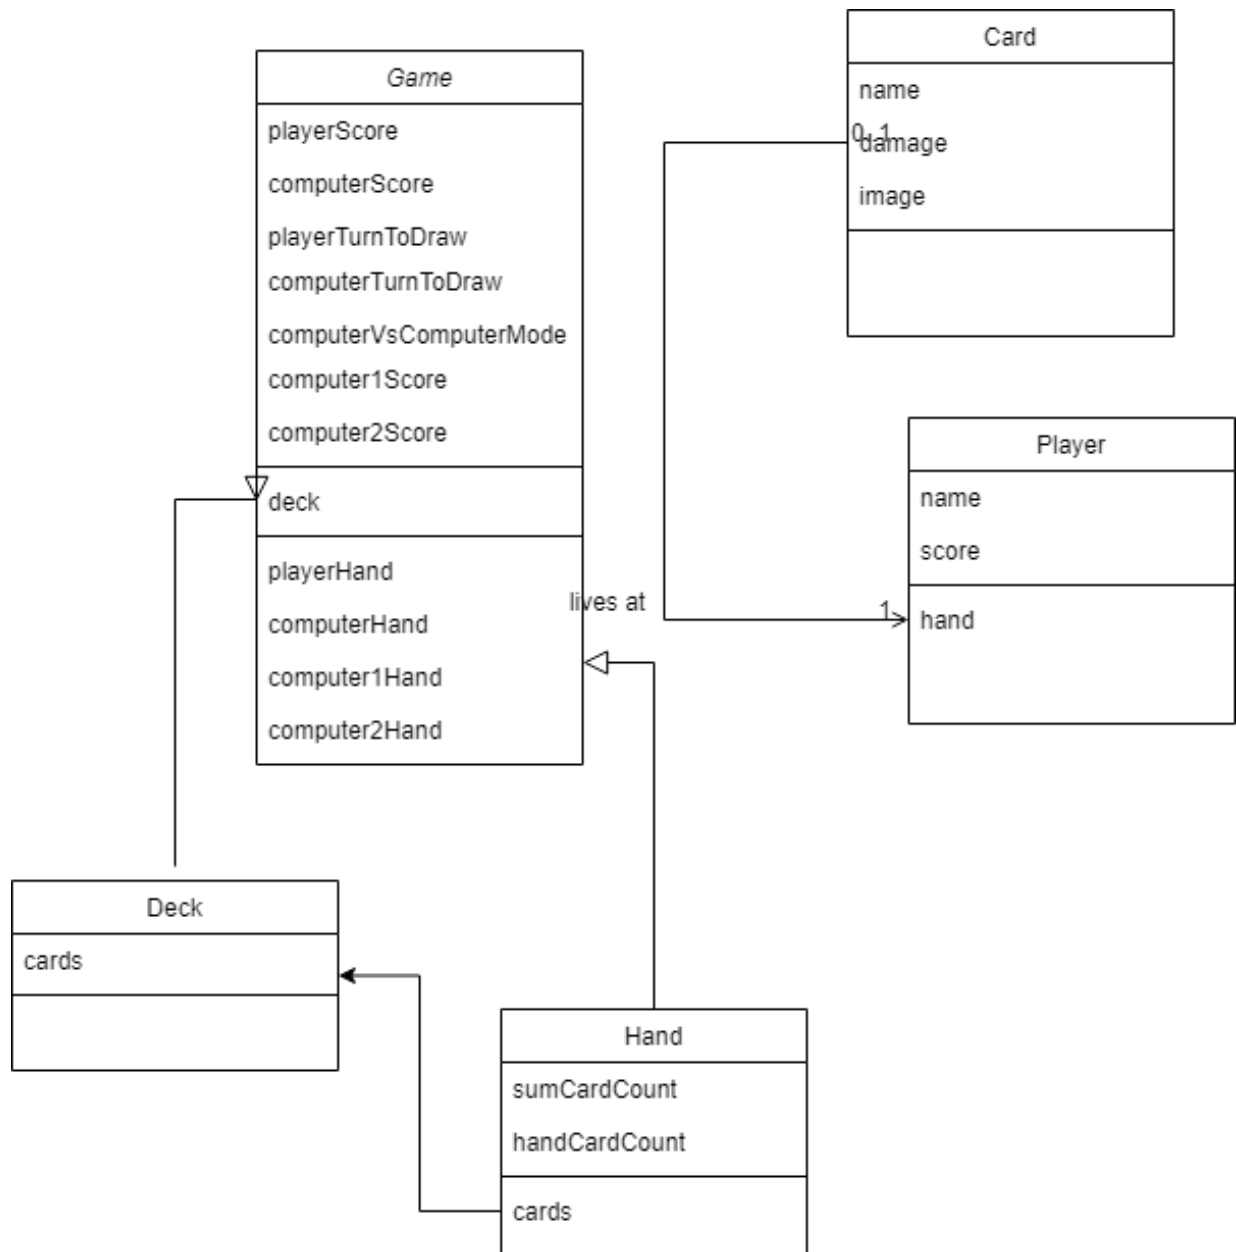 Game
playerScore
computerScore
playerTurnToDraw
computerTurnToDraw
computerVsComputerMode
computer1Score
computer2Score
deck
playerHand
computerHand
computer1Hand
computer2Hand
lives at
Card
name
0..1
damage
image
Player
name
score
1
hand
Deck
cards
Hand
sumCardCount
handCardCount
cards